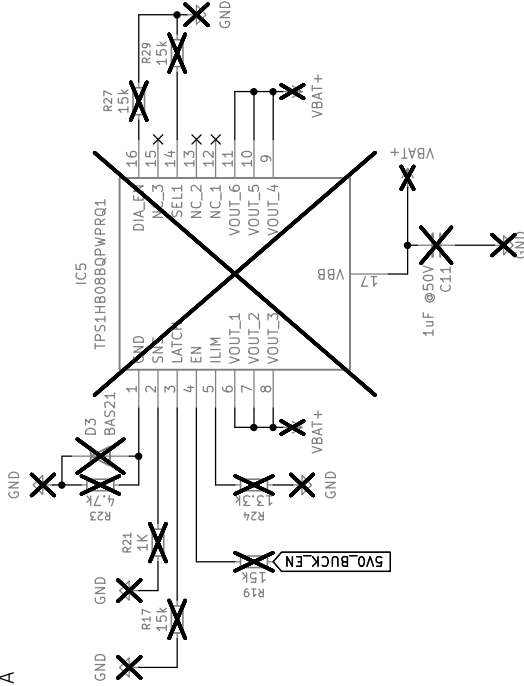 GND
R29
15k
R27
15k
VBAT+
16
15
14
13
12
11
10
9
DIA_EN
NC_3
SEL1
NC_2
NC_1
VOUT_6
VOUT_5
VOUT_4
IC5
TPS1HB08BQPWPRQ1
VBB
17
VBAT+
1uF @50V
C11
GND
GND
SNS
LATCH
EN
ILIM
VOUT_1
VOUT_2
VOUT_3
1
2
3
4
5
6
7
8
D3
BAS21
GND
R23
4.7k
VBAT+
R24
13.3k
GND
R21
1K
GND
R19
15k
5V0_BUCK_EN
R17
15k
GND
A